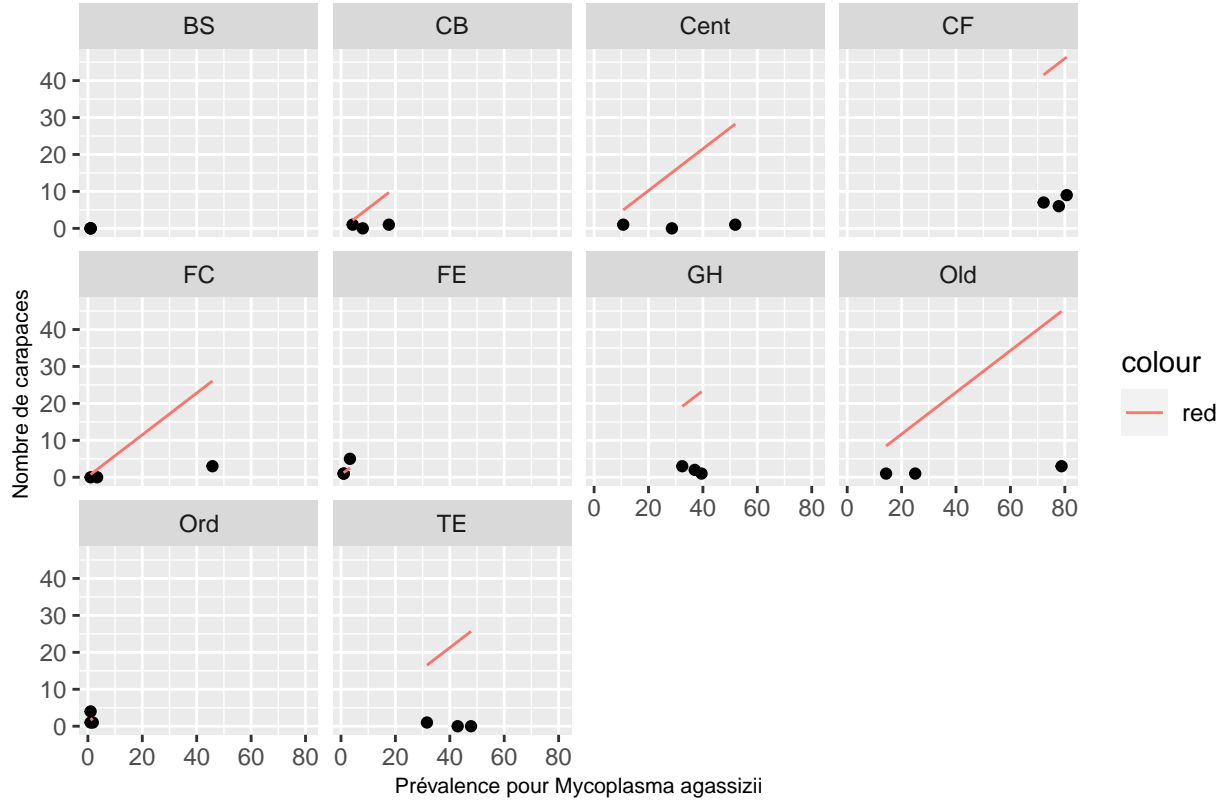 BS CB Cent CF
40
30
20
10
0
FC FE GH Old
40
30
20
10
0
0 20 40 60 80 0 20 40 60 80
Ord TE
40
30
20
10
0
0 20 40 60 80 0 20 40 60 80
Prévalence pour Mycoplasma agassizii
Nombre de carapaces
colour
red